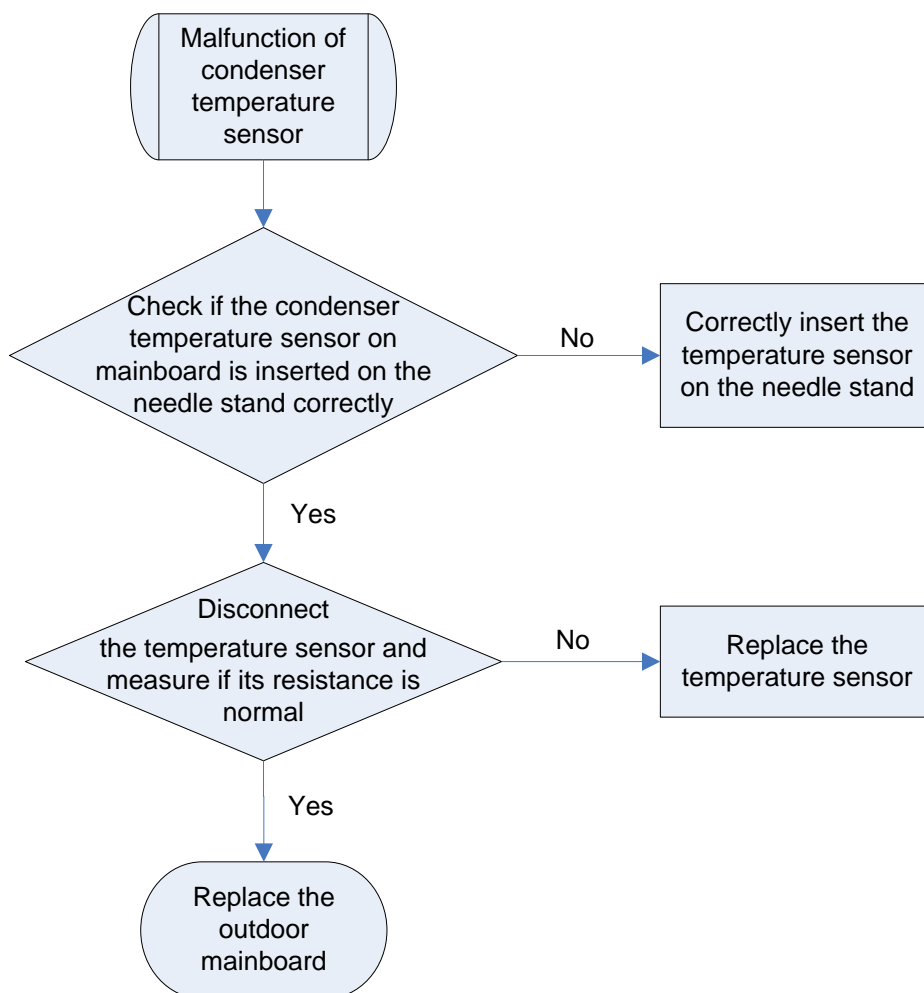 Malfunction of
condenser
temperature
sensor
Check if the condenser
temperature sensor on
mainboard is inserted on the
needle stand correctly
No
Correctly insert the
temperature sensor
on the needle stand
Yes
Disconnect
the temperature sensor and
measure if its resistance is
normal
No
Replace the
temperature sensor
Yes
Replace the
outdoor
mainboard